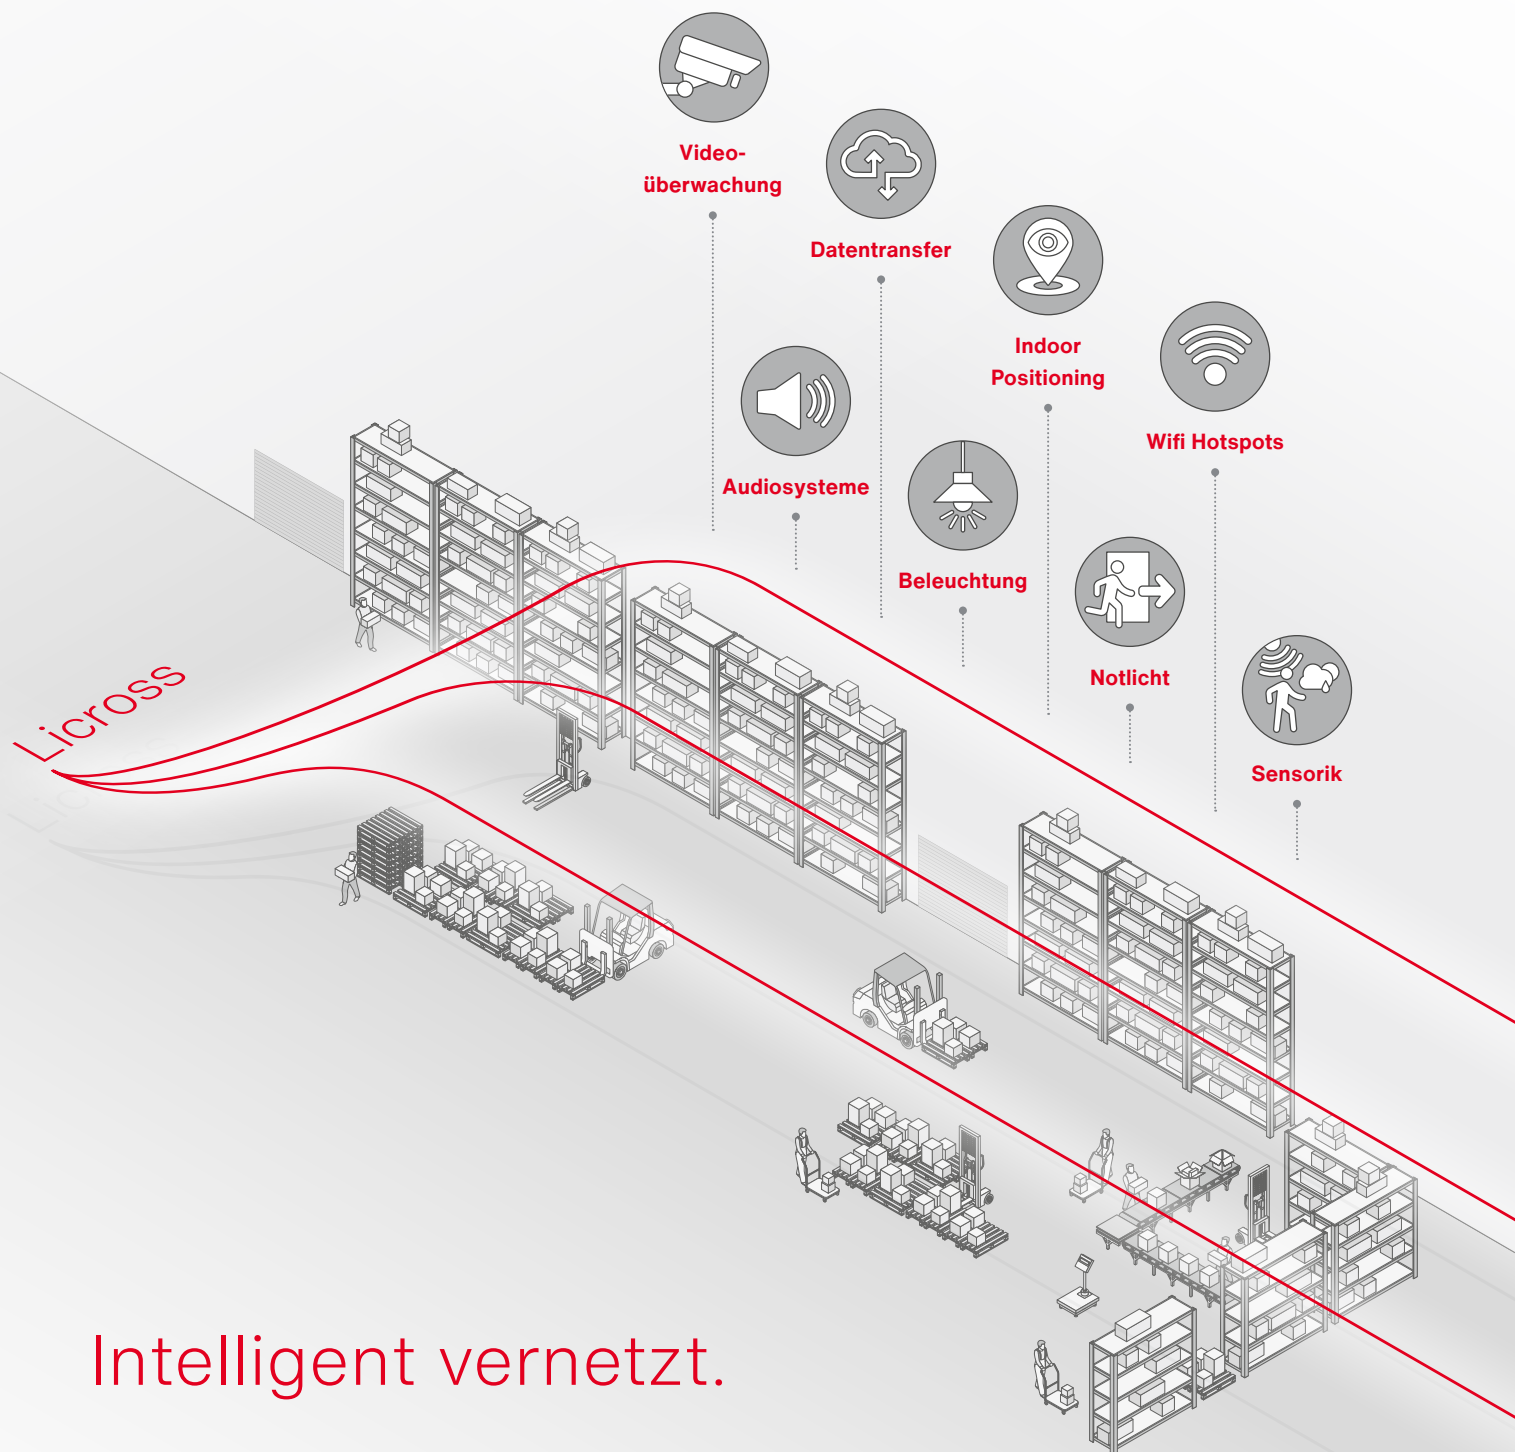 Video-
überwachung
Datentransfer
Indoor
Positioning
Wifi Hotspots
Audiosysteme
Beleuchtung
Notlicht
Sensorik
Licross
Intelligent vernetzt.